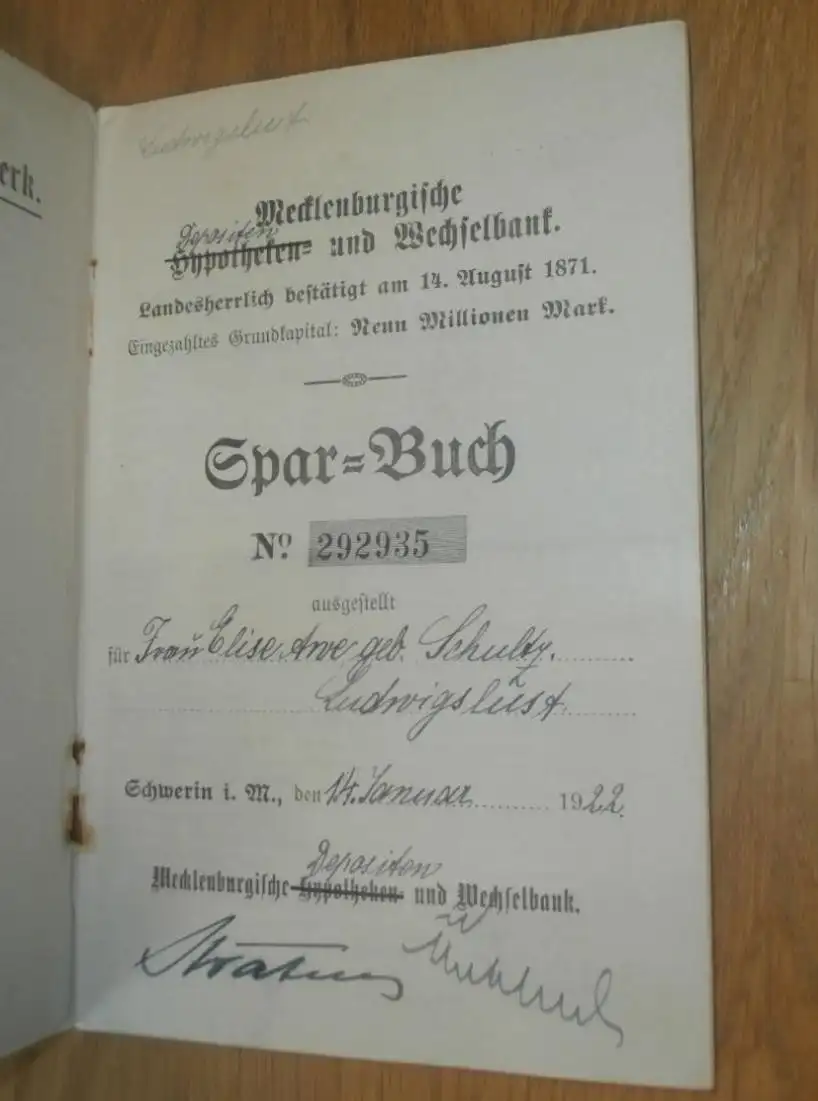 erk.
Ludwigslust
Mecklenburgische
Depositen
Hypotheken= und Wechselbank.
Landesherrlich bestätigt am 14. August 1871.
Eingezahltes Grundkapital: Neun Millionen Mark.
Spar=Buch
No. 292935
ausgestellt
für Frau Elise Arve geb. Schultz.
Ludwigslust.
Schwerin i. M., den 14. Januar 1922.
Depositen
Mecklenburgische Hypotheken- und Wechselbank.